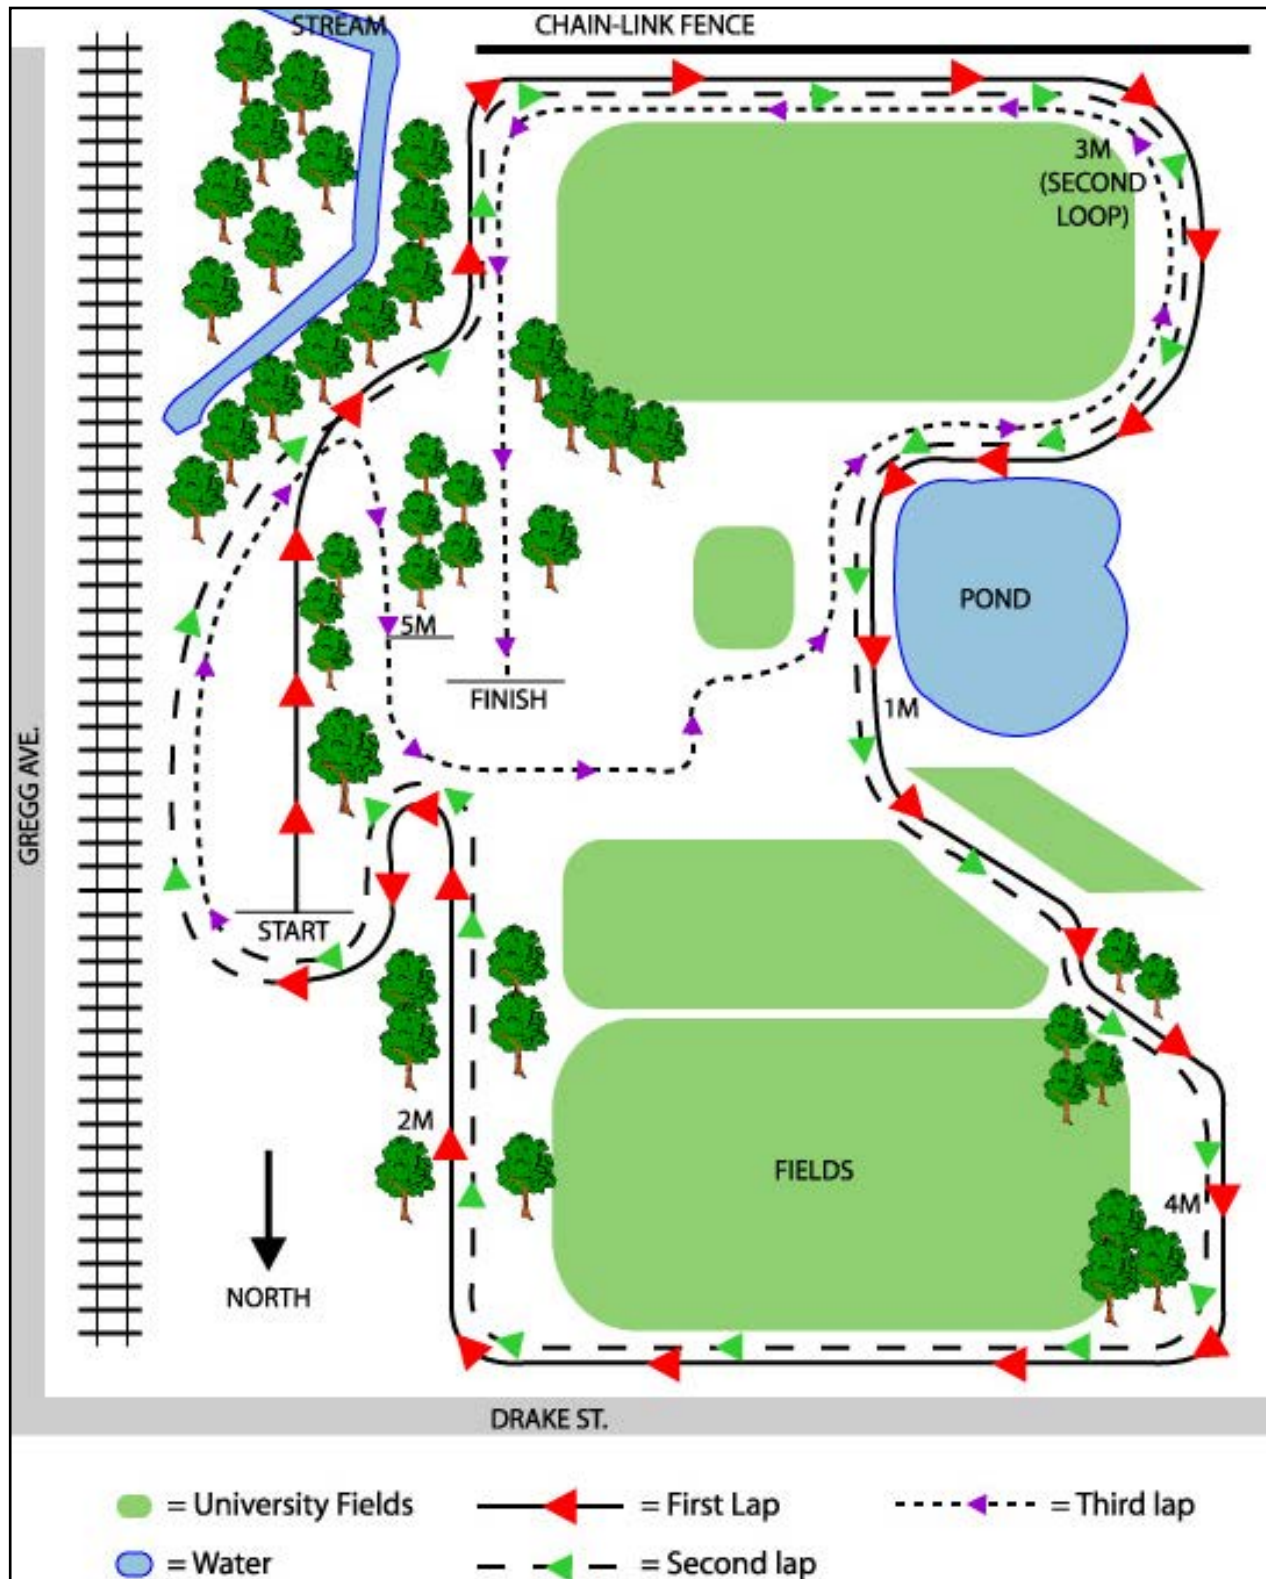 STREAM
CHAIN-LINK FENCE
3M
(SECOND
LOOP)
POND
5M
FINISH
1M
GREGG AVE.
START
2M
FIELDS
4M
NORTH
DRAKE ST.
= University Fields
= First Lap
= Third lap
= Water
= Second lap